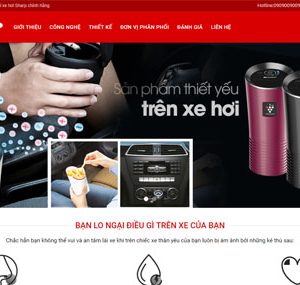 xe hơi Sharp chính hãng
Hotline:0909009009
GIỚI THIỆU CÔNG NGHỆ THIẾT KẾ ĐƠN VỊ PHÂN PHỐI ĐÁNH GIÁ LIÊN HỆ
Sản phẩm thiết yếu
trên xe hơi
BẠN LO NGẠI ĐIỀU GÌ TRÊN XE CỦA BẠN
Chắc hẳn bạn không thể vui và an tâm lái xe khi trên chiếc xe thân yêu của bạn luôn bị ám ảnh bởi những kẻ thù sau: